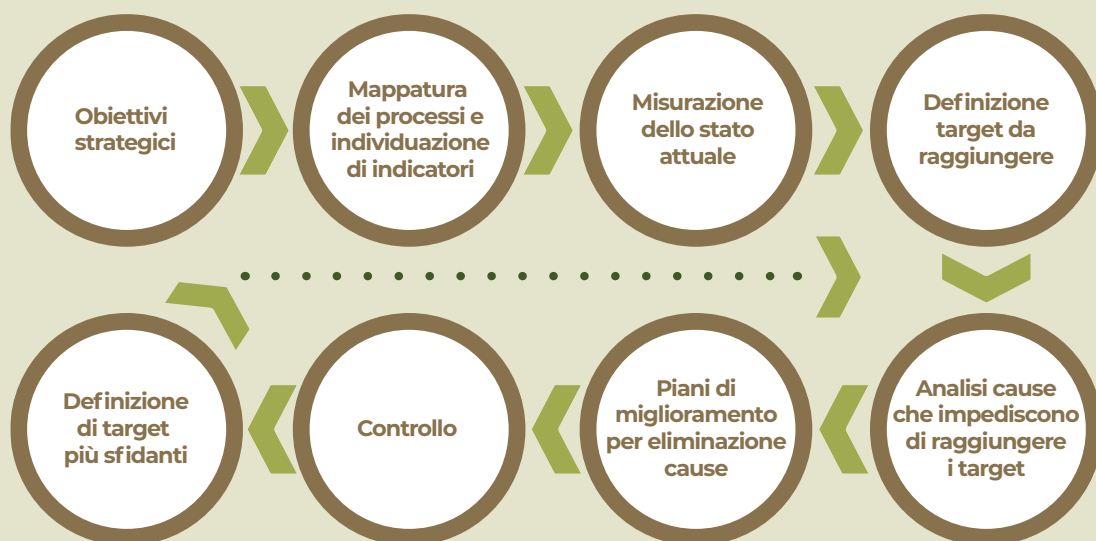 Obiettivi
strategici
Mappatura
dei processi e
individuazione
di indicatori
Misurazione
dello stato
attuale
Definizione
target da
raggiungere
Definizione
di target
più sfidanti
Controllo
Piani di
miglioramento
per eliminazione
cause
Analisi cause
che impediscono
di raggiungere
i target